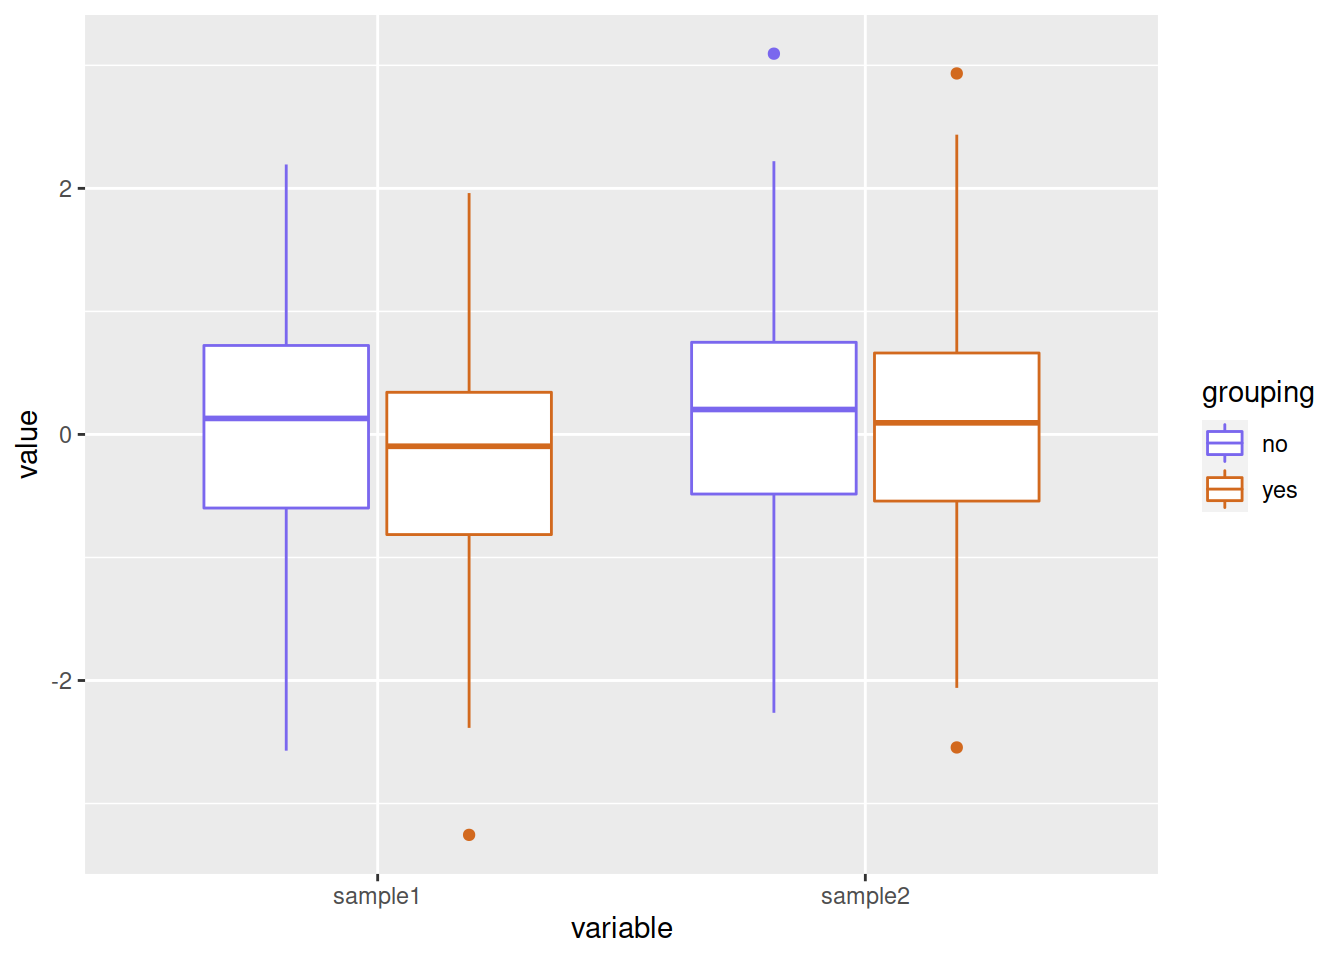 value
2
0
-2
sample1
sample2
variable
grouping
no
yes